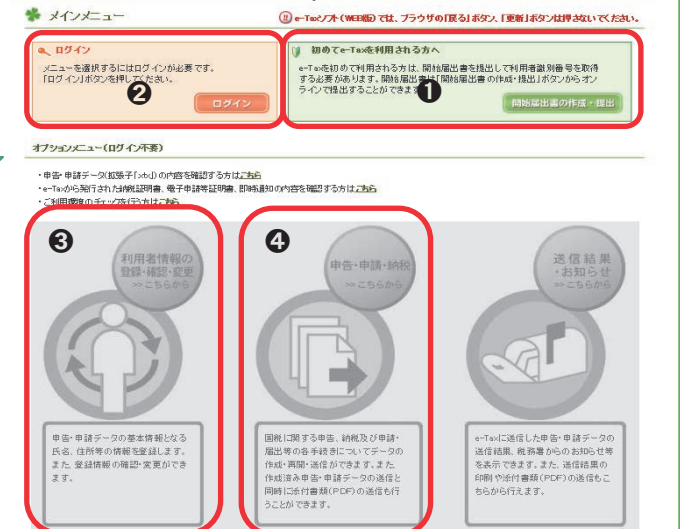 メインメニュー
!! e-Taxソフト(WEB版)では、ブラウザの「戻る」ボタン、「更新」ボタンは押さないでください。
ログイン
メニューを選択するにはログインが必要です。
「ログイン」ボタンを押してください。
❷
ログイン
初めてe-Taxを利用される方へ
e-Taxを初めて利用される方は、開始届出書を提出して利用者識別番号を取得
する必要があります。開始届出書は「開始届出書の作成・提出」ボタンからオン
ラインで提出することができます
❶
開始届出書の作成・提出
オプションメニュー(ログイン不要)
・申告・申請データ(拡張子「.xtx」)の内容を確認する方はこちら
・e-Taxから発行された納税証明書、電子申請等証明書、即時通知の内容を確認する方はこちら
・ご利用環境のチェックを行う方はこちら
❸
利用者情報の
登録・確認・変更
>>こちらから
申告・申請データの基本情報となる
氏名、住所等の情報を登録します。
また、登録情報の確認・変更ができ
ます。
❹
申告・申請・納税
>>こちらから
国税に関する申告、納税及び申請・
届出等の各手続きについてデータの
作成・再開・送信ができます。また、
作成済み申告・申請データの送信と
同時に添付書類(PDF)の送信も行
うことができます。
送信結果
・お知らせ
>>こちらから
e-Taxに送信した申告・申請データの
送信結果、税務署からのお知らせ等
を表示できます。また、送信結果の
印刷や添付書類(PDF)の送信もこ
ちらから行えます。